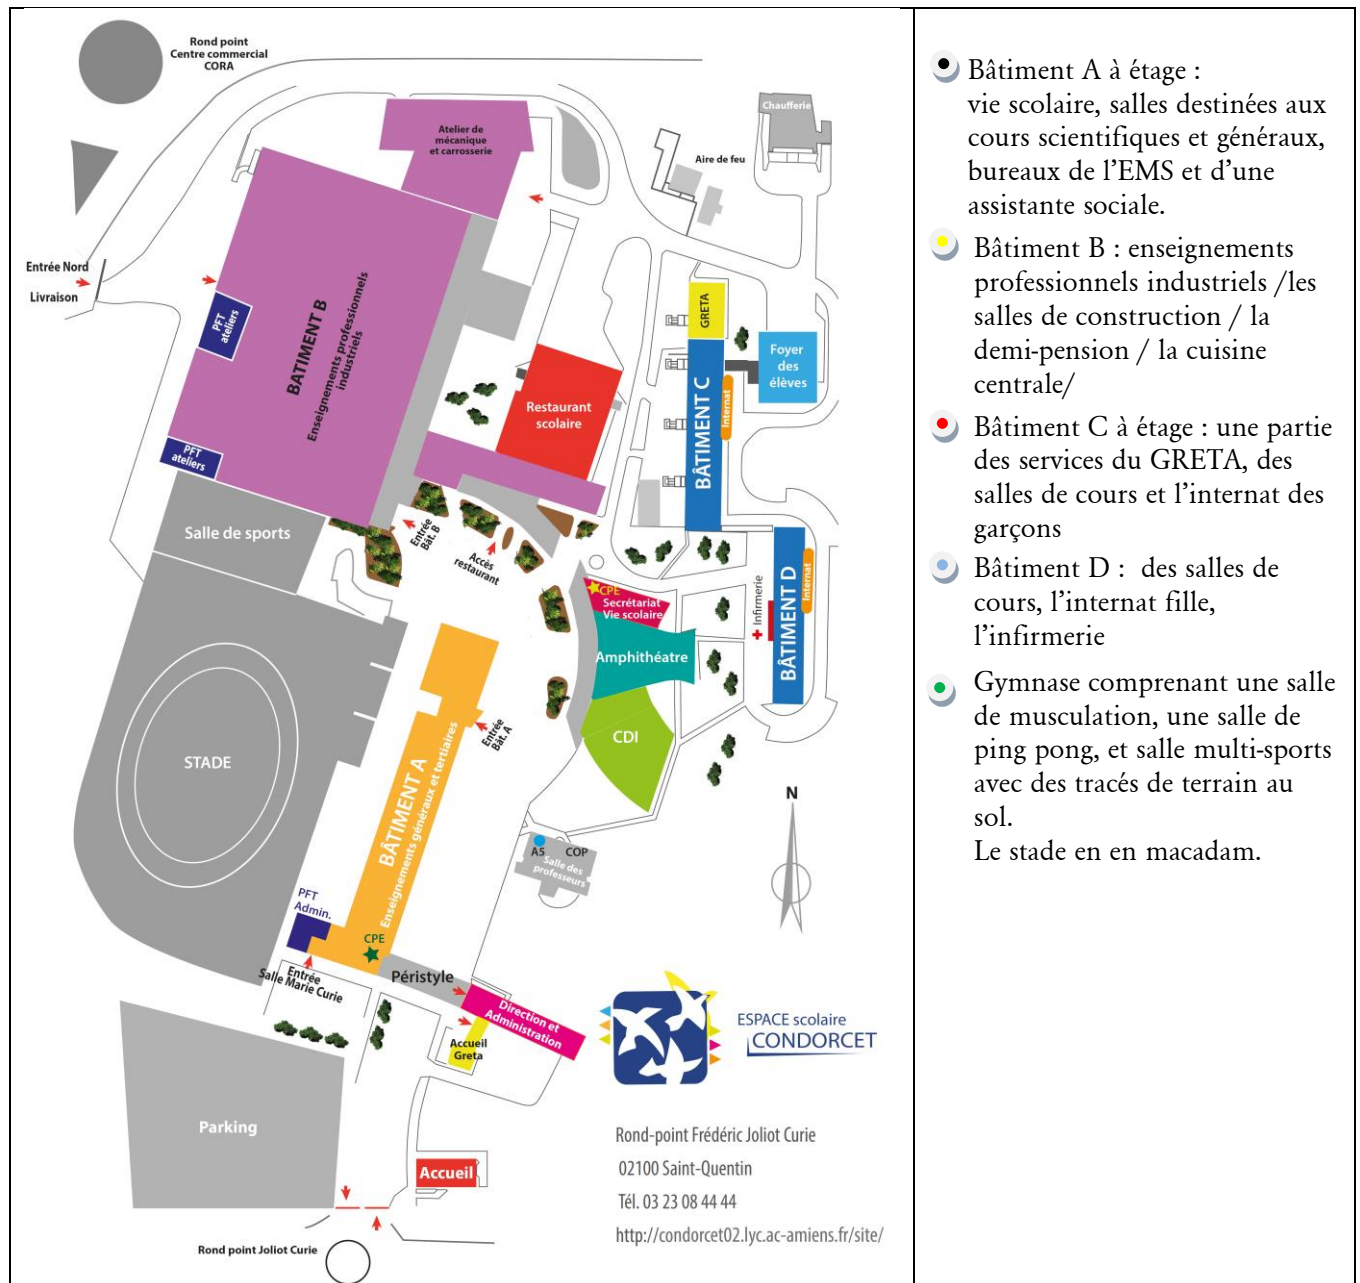 Rond point
Centre commercial
CORA
Atelier de
mécanique
et carrosserie
Chaufferie
Aire de feu
Entrée Nord
Livraison
PFT
ateliers
BATIMENT B
Enseignements professionnels
industriels
GRETA
Foyer
des
élèves
BÂTIMENT C
Internat
Restaurant
scolaire
PFT
ateliers
Salle de sports
Entrée
Bât. B
Accès
restaurant
CPE
Secrétariat
Vie scolaire
Infirmerie
BÂTIMENT D
Internat
Amphithéatre
CDI
STADE
Entrée
Bât. A
BÂTIMENT A
Enseignements généraux et tertiaires
A5 COP
Salle des
professeurs
N
PFT
Admin.
CPE
Entrée
Salle Marie Curie
Péristyle
Direction et
Administration
Accueil
Greta
ESPACE scolaire
CONDORCET
Parking
Accueil
Rond point Joliot Curie
Rond-point Frédéric Joliot Curie
02100 Saint-Quentin
Tél. 03 23 08 44 44
http://condorcet02.lyc.ac-amiens.fr/site/
Bâtiment A à étage :
vie scolaire, salles destinées aux
cours scientifiques et généraux,
bureaux de l’EMS et d’une
assistante sociale.
Bâtiment B : enseignements
professionnels industriels /les
salles de construction / la
demi-pension / la cuisine
centrale/
Bâtiment C à étage : une partie
des services du GRETA, des
salles de cours et l’internat des
garçons
Bâtiment D : des salles de
cours, l’internat fille,
l’infirmerie
Gymnase comprenant une salle
de musculation, une salle de
ping pong, et salle multi-sports
avec des tracés de terrain au
sol.
Le stade en en macadam.